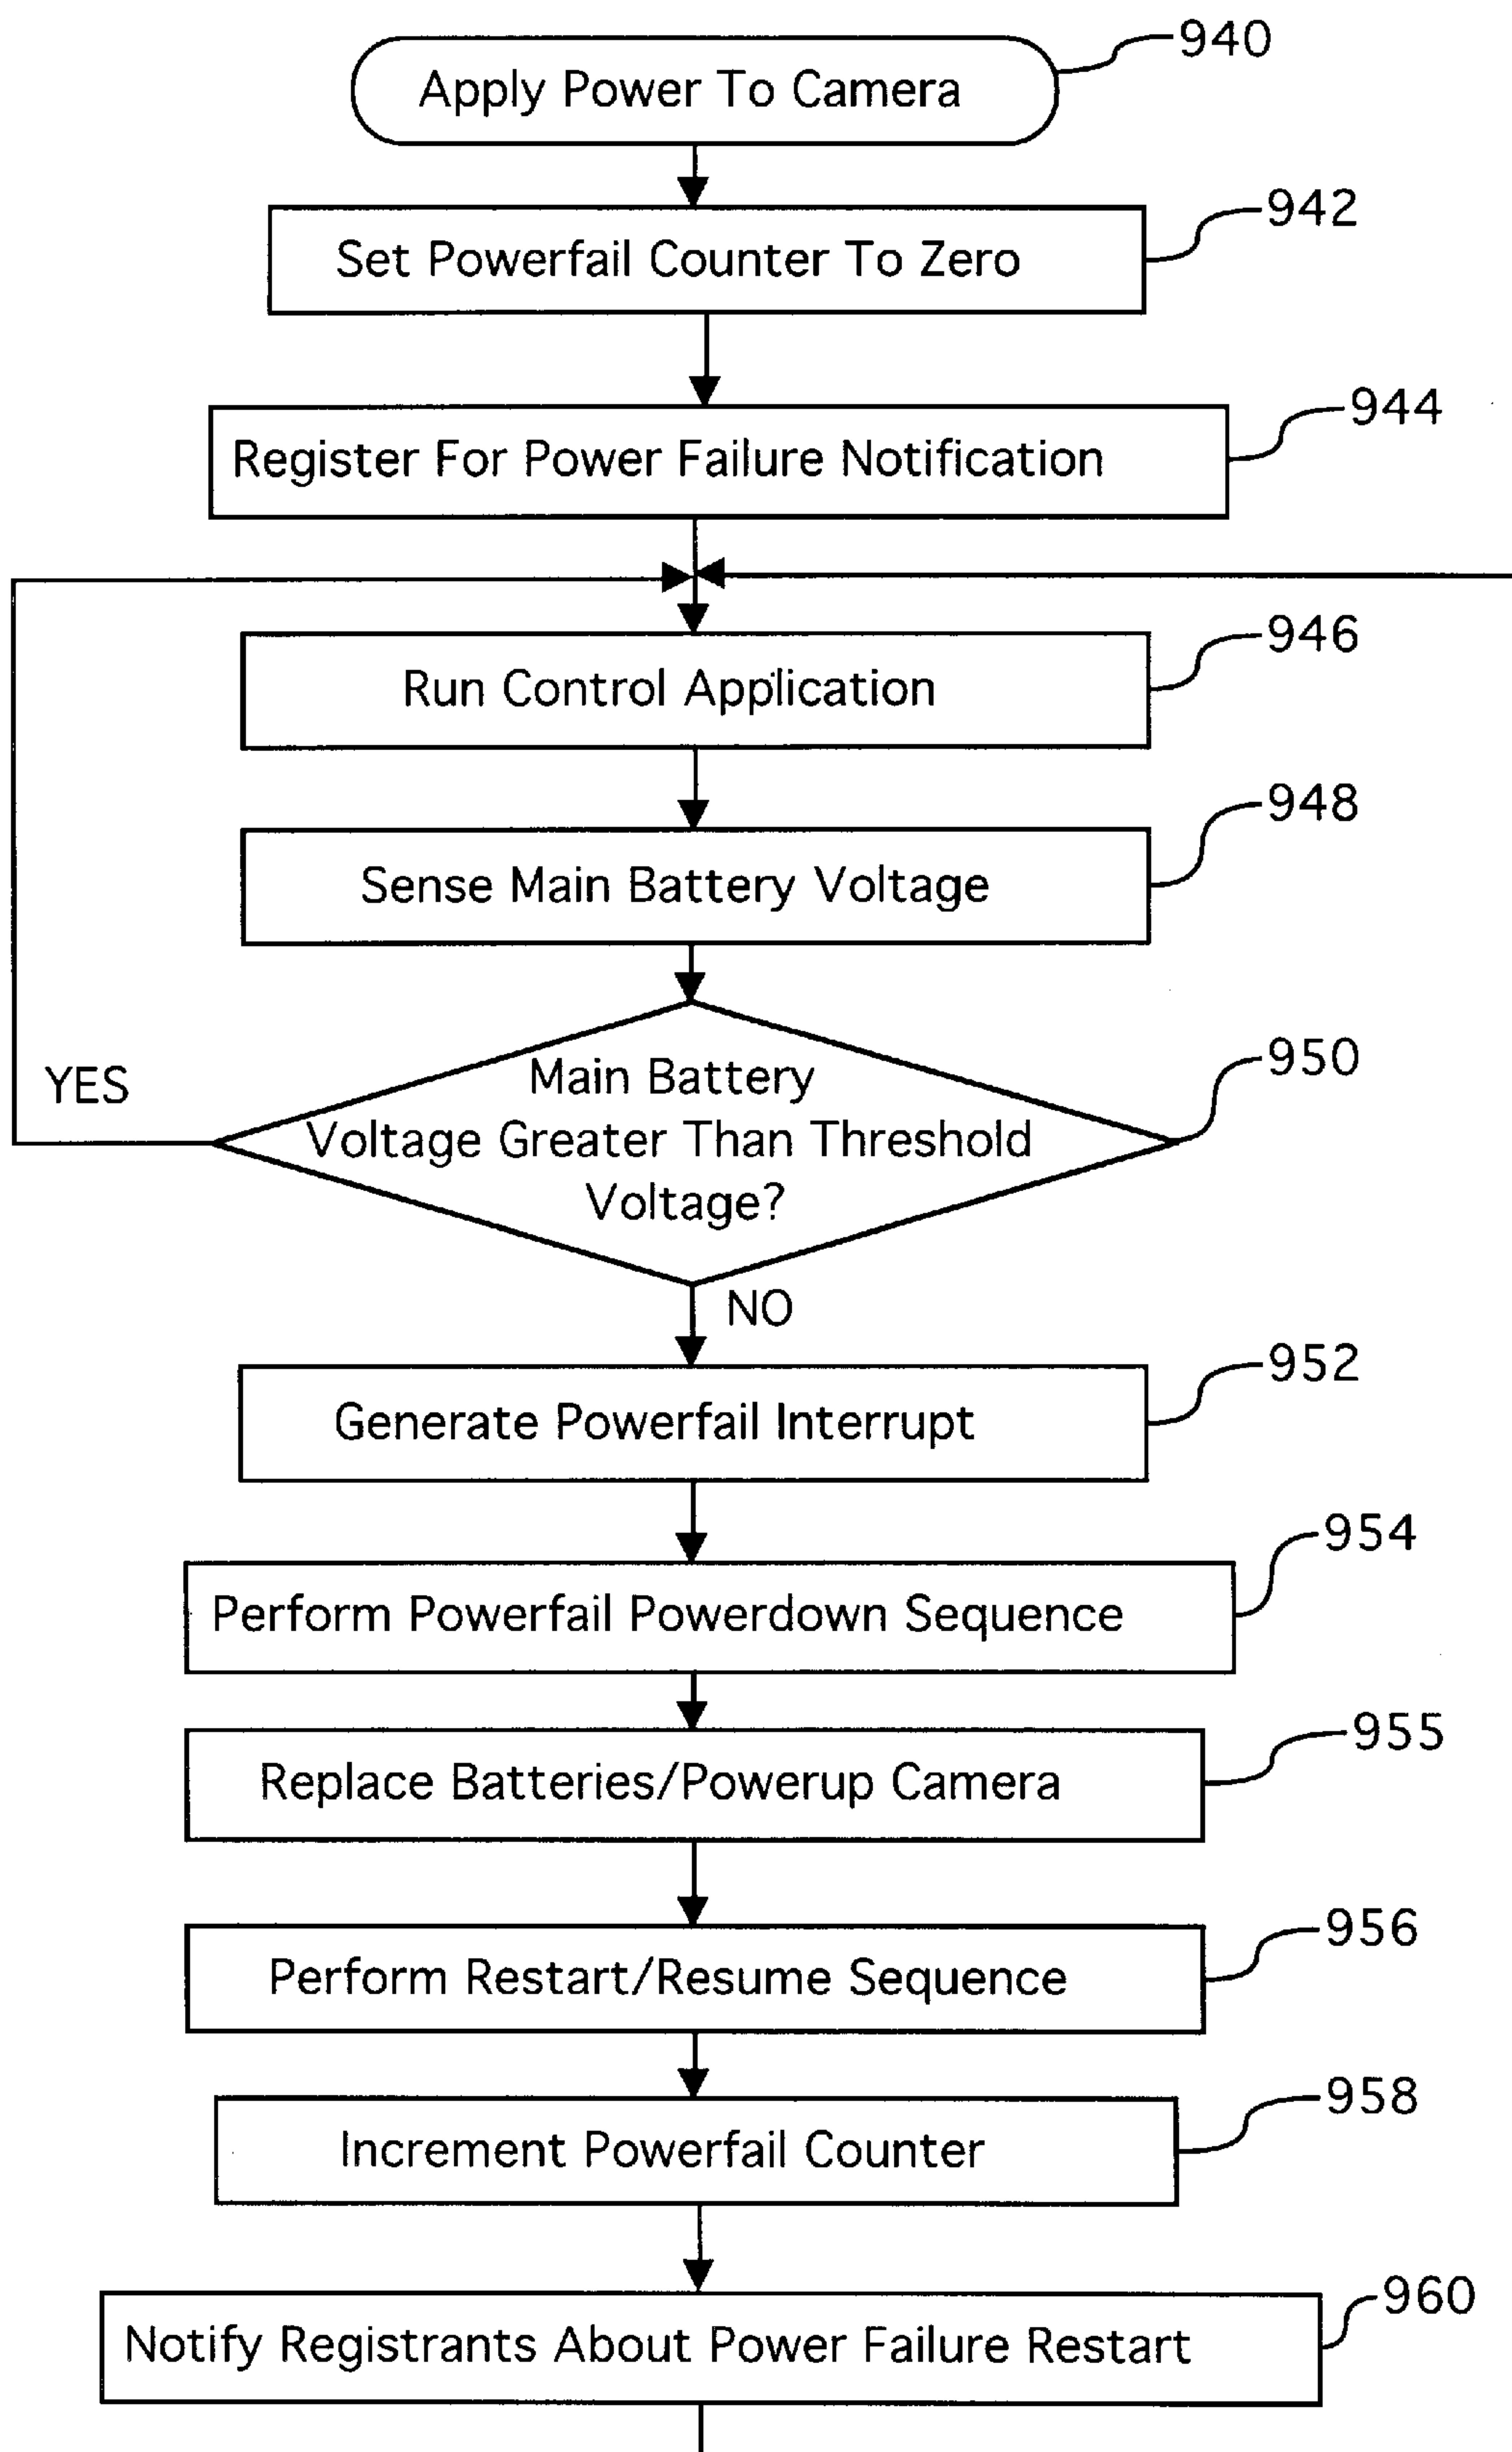 Apply Power To Camera
940
Set Powerfail Counter To Zero
942
Register For Power Failure Notification
944
Run Control Application
946
Sense Main Battery Voltage
948
Main Battery
Voltage Greater Than Threshold
Voltage?
950
YES
NO
Generate Powerfail Interrupt
952
Perform Powerfail Powerdown Sequence
954
Replace Batteries/Powerup Camera
955
Perform Restart/Resume Sequence
956
Increment Powerfail Counter
958
Notify Registrants About Power Failure Restart
960